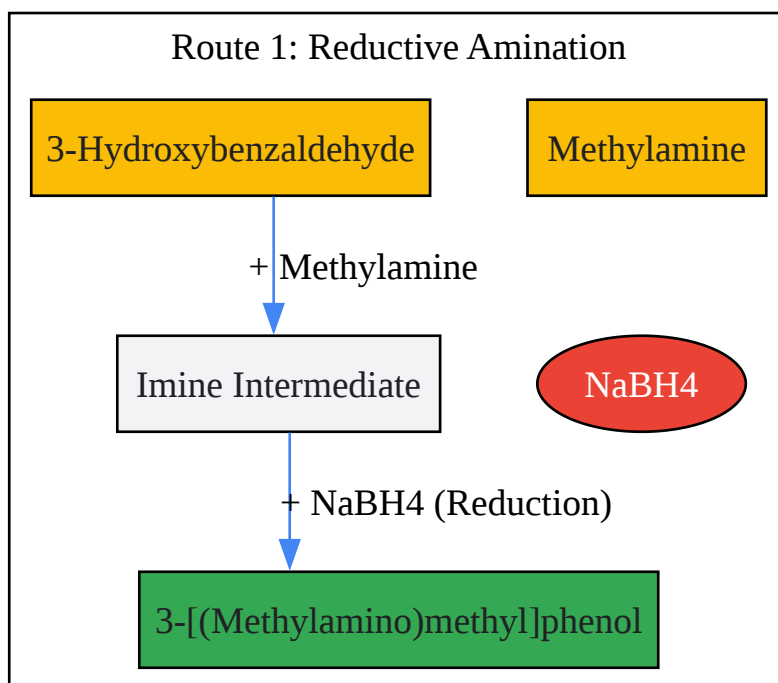 Route 1: Reductive Amination
3-Hydroxybenzaldehyde
Methylamine
+ Methylamine
Imine Intermediate
NaBH4
+ NaBH4 (Reduction)
3-[(Methylamino)methyl]phenol